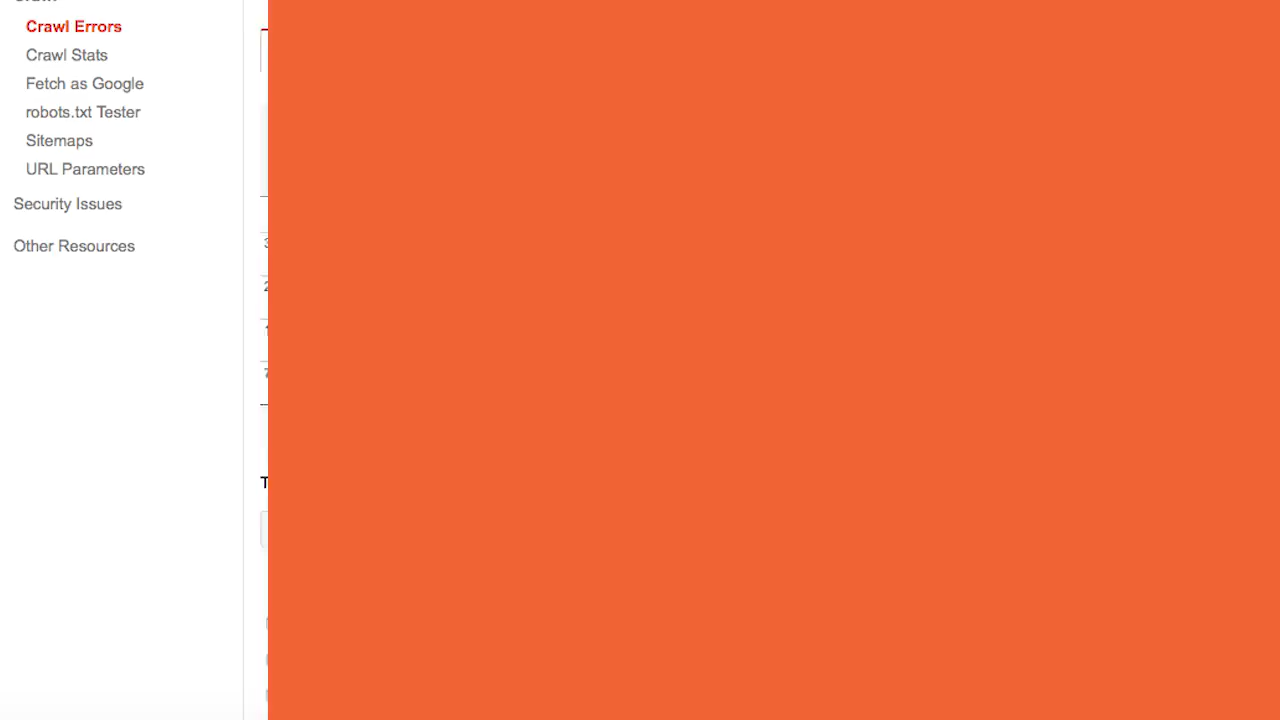 Crawl Errors
Crawl Stats
Fetch as Google
robots.txt Tester
Sitemaps
URL Parameters
Security Issues
Other Resources